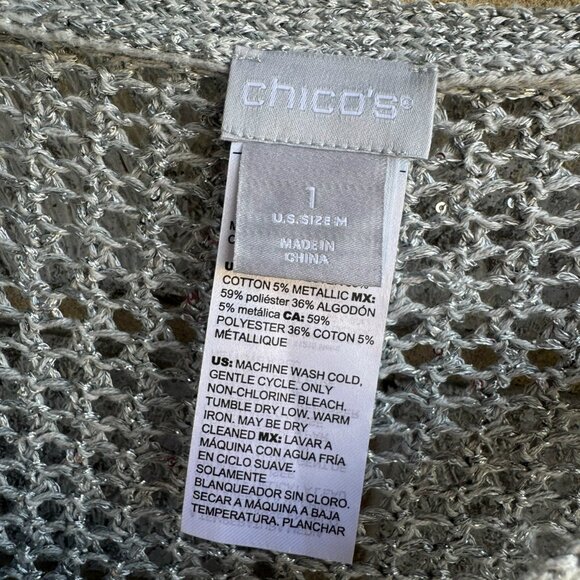 chico's®
1
U.S. SIZE-M
MADE IN
CHINA
COTTON 5% METALLIC MX:
59% poliéster 36% ALGODÓN
5% metálica CA: 59%
POLYESTER 36% COTON 5%
MÉTALLIQUE
US: MACHINE WASH COLD,
GENTLE CYCLE. ONLY
NON-CHLORINE BLEACH.
TUMBLE DRY LOW. WARM
IRON. MAY BE DRY
CLEANED MX: LAVAR A
MÁQUINA CON AGUA FRÍA
EN CICLO SUAVE.
SOLAMENTE
BLANQUEADOR SIN CLORO.
SECAR A MÁQUINA A BAJA
TEMPERATURA. PLANCHAR